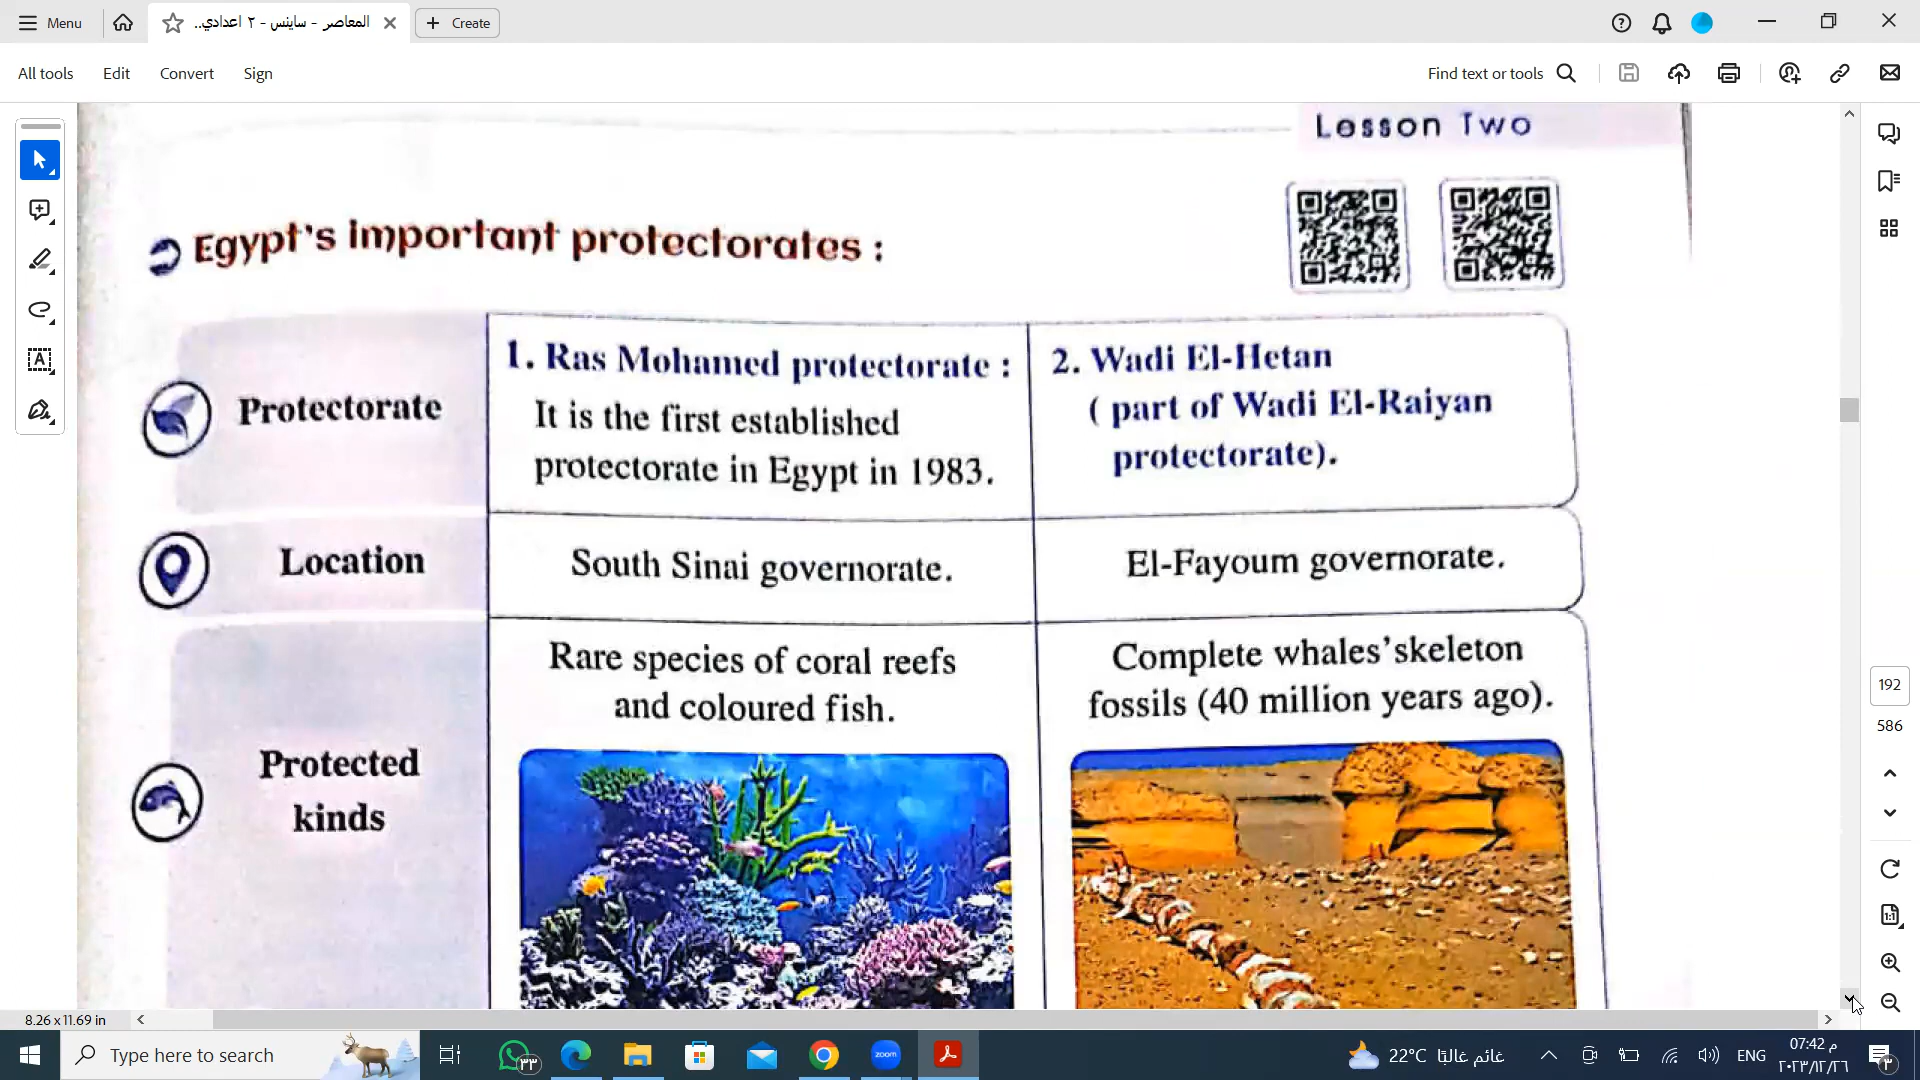 Menu
المعاصر - ساينس - ٢ اعدادي..
Create
All tools
Edit
Convert
Sign
Find text or tools
Lesson Two
Egypt's important protectorates :
Protectorate
1. Ras Mohamed protectorate :
It is the first established
protectorate in Egypt in 1983.
2. Wadi El-Hetan
( part of Wadi El-Raiyan
protectorate).
Location
South Sinai governorate.
El-Fayoum governorate.
Protected
kinds
Rare species of coral reefs
and coloured fish.
Complete whales'skeleton
fossils (40 million years ago).
192
586
8.26 x 11.69 in
Type here to search
٣٣
zoom
22°C غائم غالبًا
ENG
07:42 م
٢٠٢٣/١٢/٢٦
٣